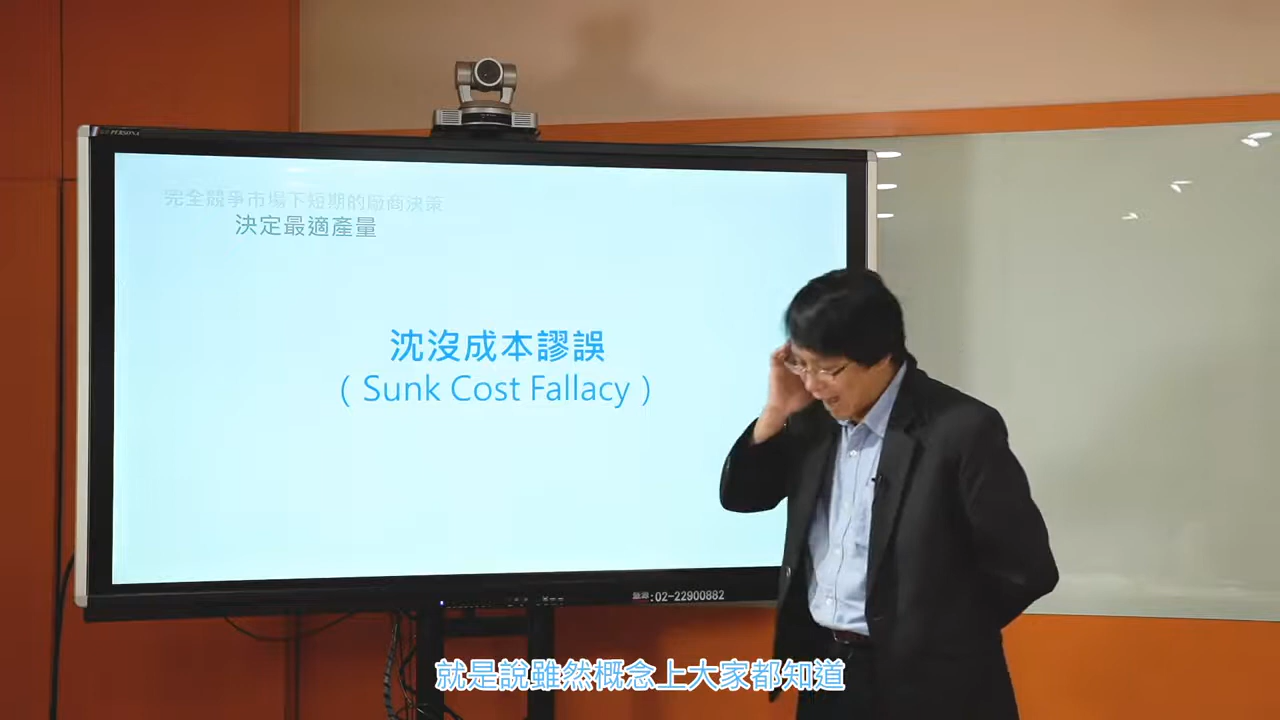 PERSONA
完全競爭市場下短期的廠商決策
決定最適產量
沈沒成本謬誤
（Sunk Cost Fallacy）
:02-22900882
就是說雖然概念上大家都知道